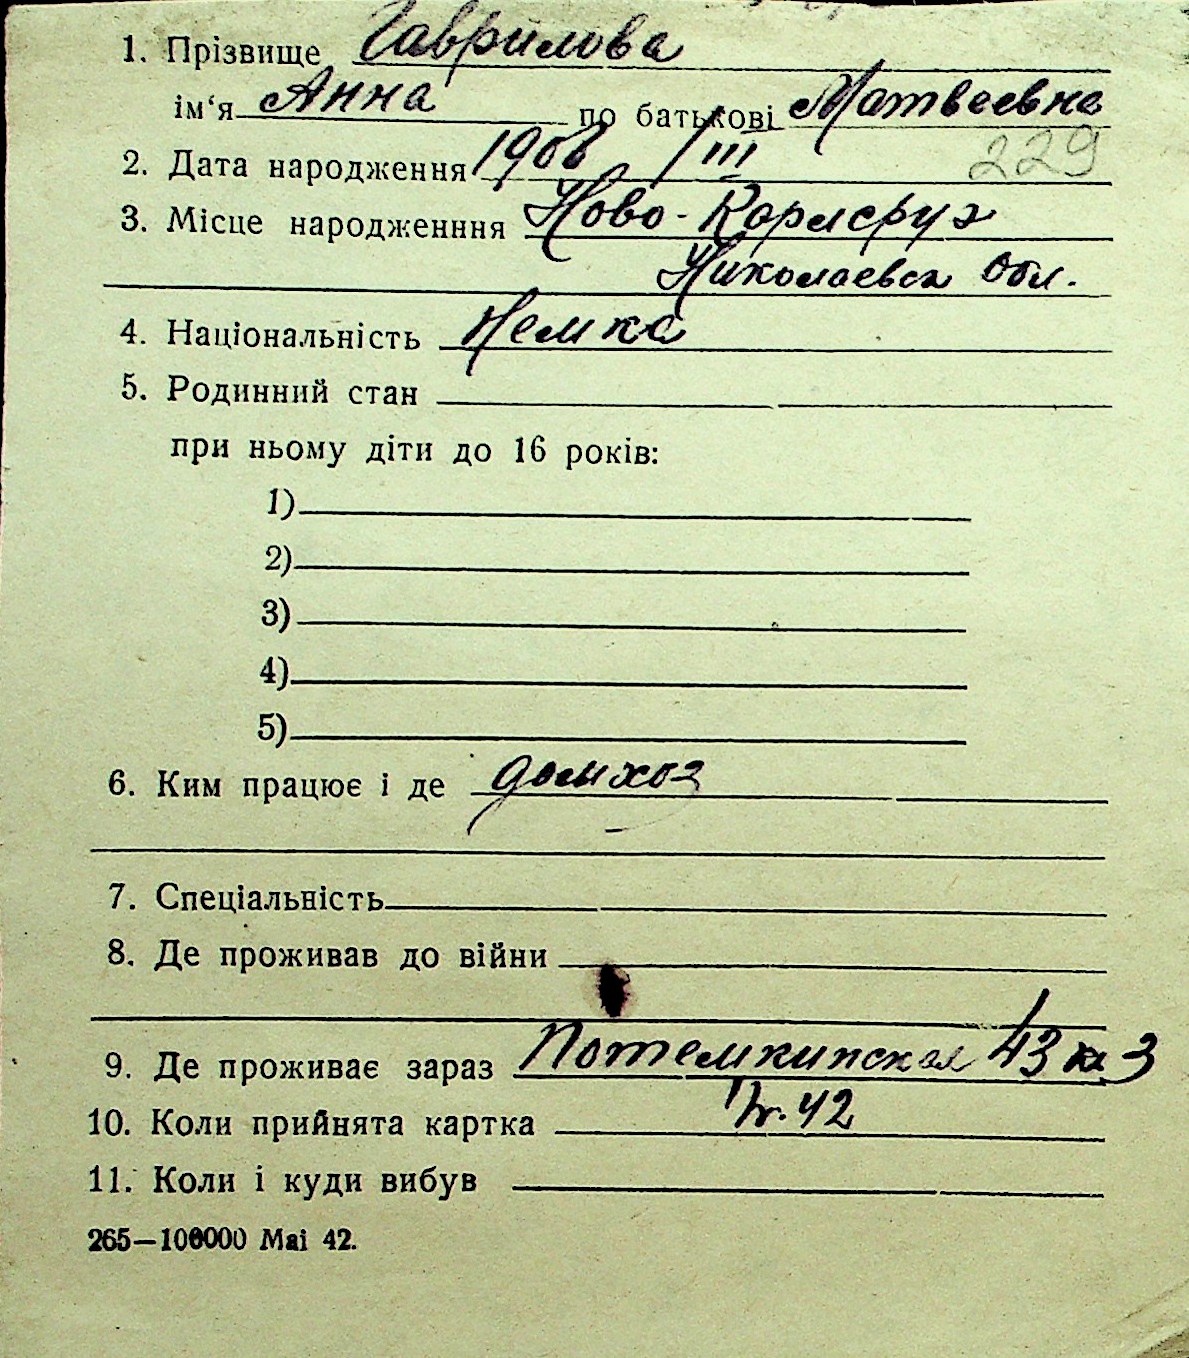 1. Прізвище Гаврилова
ім‘я Анна по батькові Матвеевна
229
2. Дата народження 1906 /III
3. Місце народженння Ново-Карлсруэ
Николаевск обл.
4. Національність Немка
5. Родинний стан
при ньому діти до 16 років:
1)
2)
3)
4)
5)
6. Ким працює і де домхоз
7. Спеціальність
8. Де проживав до війни
9. Де проживає зараз Потемкинская 43 кв 3
10. Коли прийнята картка 42
11. Коли і куди вибув
265—100000 Mai 42.